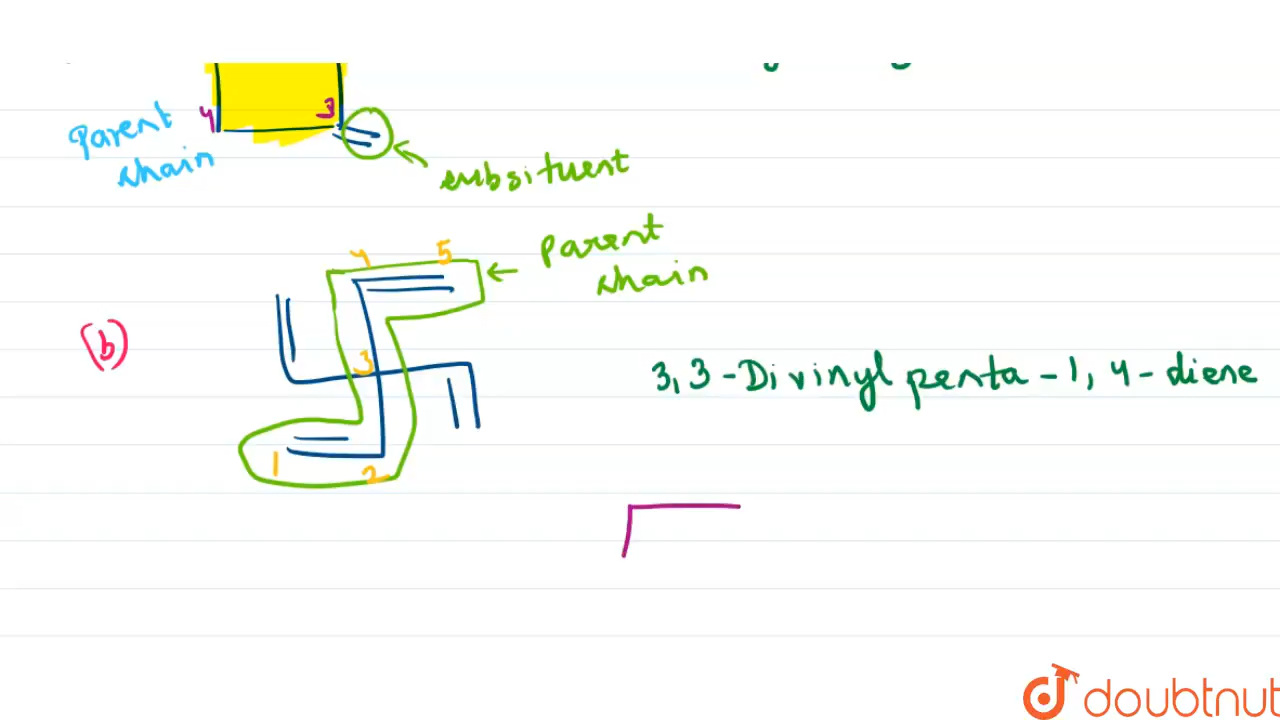 4 3
Parent
chain
subsituent
4 5
Parent
chain
(b)
3
3,3-Divinyl penta-1,4-diene
1 2
doubtnut